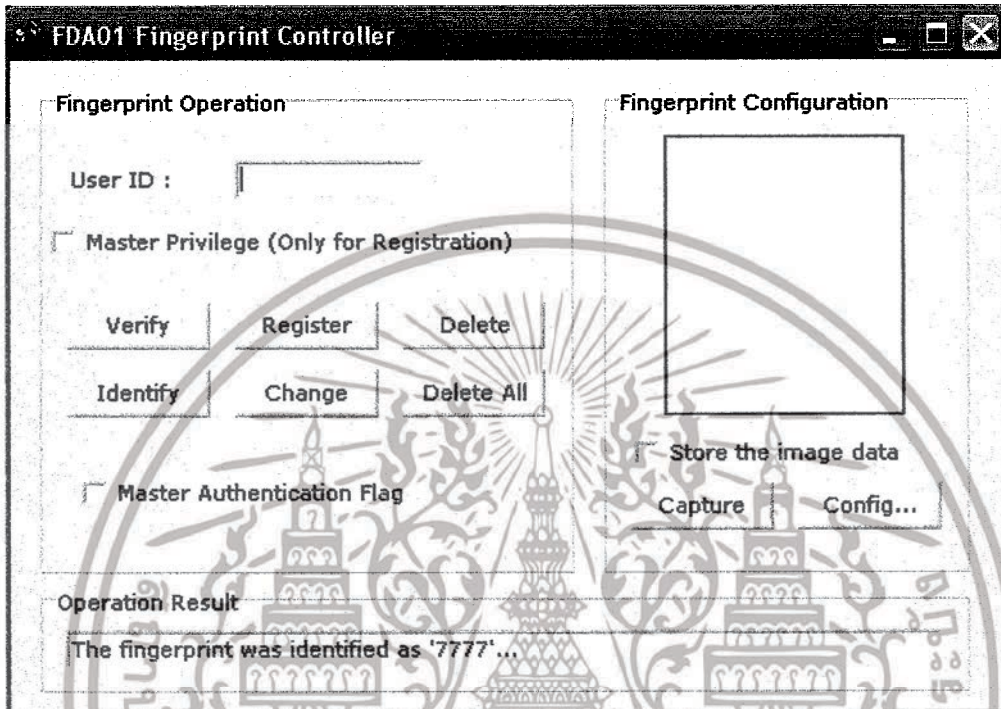 FDA01 Fingerprint Controller
Fingerprint Operation
User ID :
Master Privilege (Only for Registration)
Verify Register Delete
Identify Change Delete All
Master Authentication Flag
Fingerprint Configuration
Store the image data
Capture Config...
Operation Result
The fingerprint was identified as '7777'...